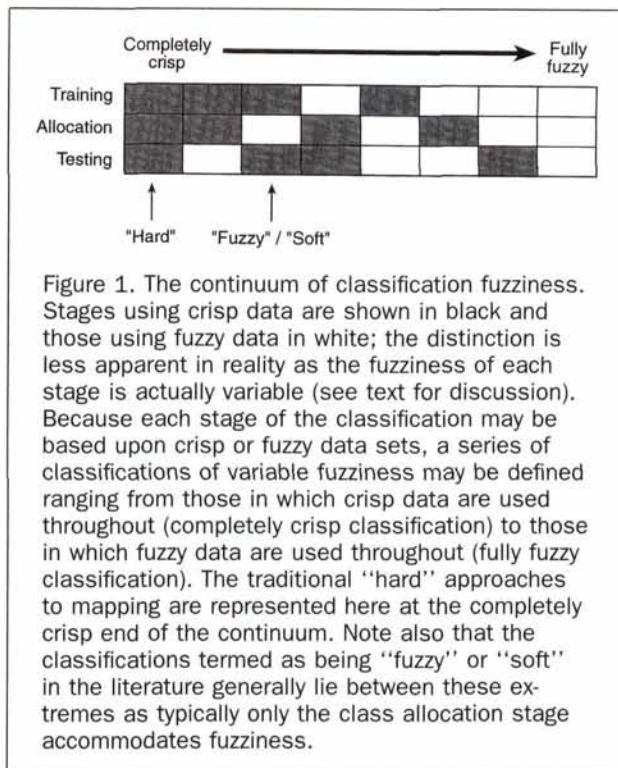 Completely
crisp
Fully
fuzzy
Training
Allocation
Testing
"Hard"
"Fuzzy" / "Soft"
Figure 1. The continuum of classification fuzziness.
Stages using crisp data are shown in black and
those using fuzzy data in white; the distinction is
less apparent in reality as the fuzziness of each
stage is actually variable (see text for discussion).
Because each stage of the classification may be
based upon crisp or fuzzy data sets, a series of
classifications of variable fuzziness may be defined
ranging from those in which crisp data are used
throughout (completely crisp classification) to those
in which fuzzy data are used throughout (fully fuzzy
classification). The traditional "hard" approaches
to mapping are represented here at the completely
crisp end of the continuum. Note also that the
classifications termed as being "fuzzy" or "soft"
in the literature generally lie between these ex-
tremes as typically only the class allocation stage
accommodates fuzziness.